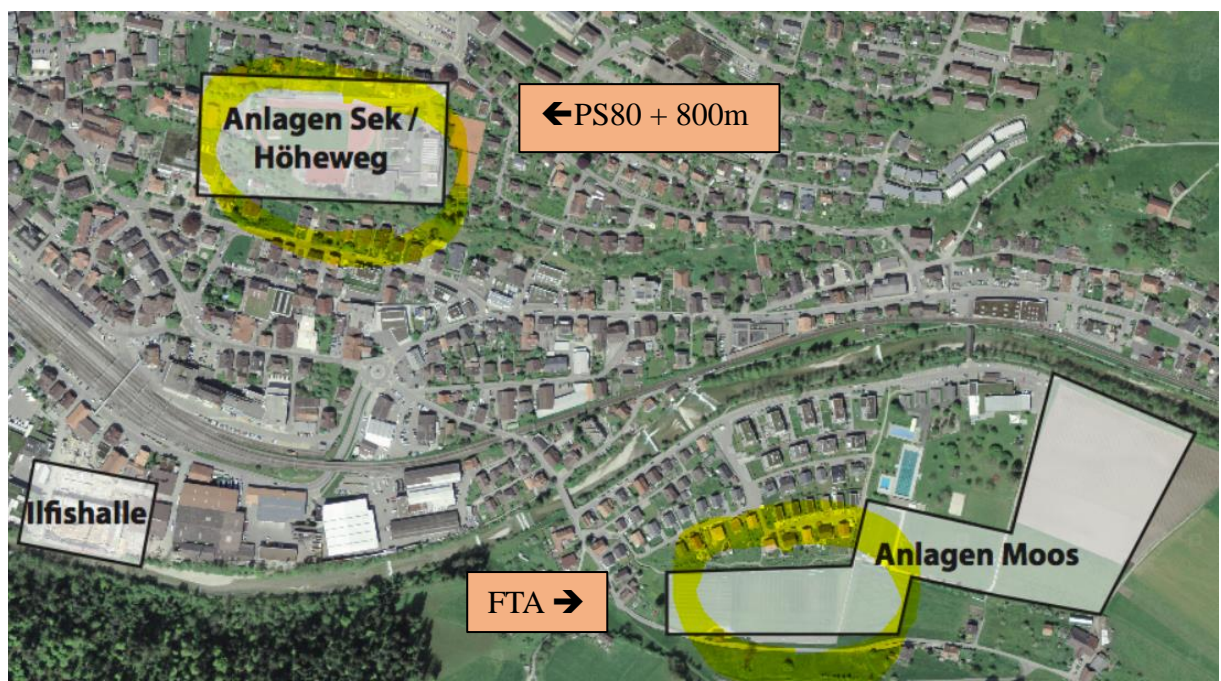 Anlagen Sek /
Höheweg
←PS80 + 800m
Ilfishalle
Anlagen Moos
FTA →